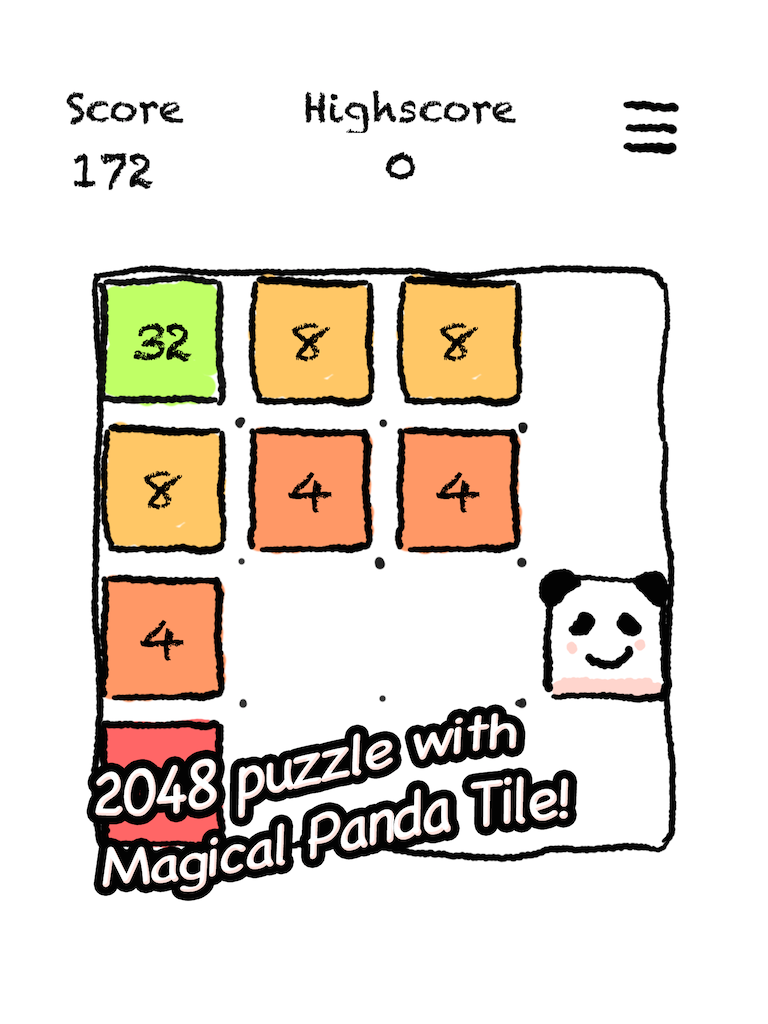 Score Highscore
172 0
32 8 8
8 4 4
4
2048 puzzle with
Magical Panda Tile!